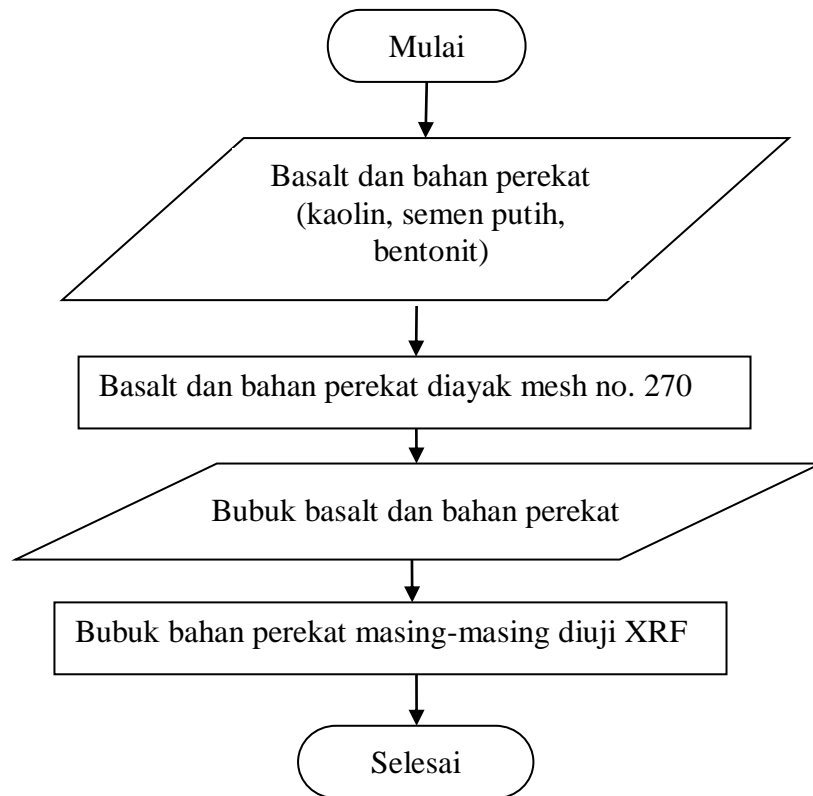 Mulai
Basalt dan bahan perekat
(kaolin, semen putih,
bentonit)
Basalt dan bahan perekat diayak mesh no. 270
Bubuk basalt dan bahan perekat
Bubuk bahan perekat masing-masing diuji XRF
Selesai